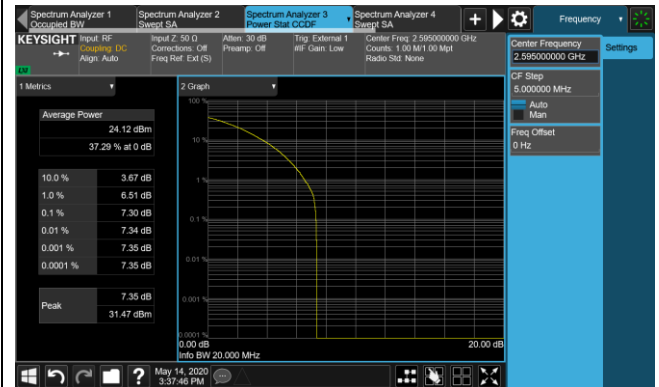 Spectrum Analyzer 1
Occupied BW
Spectrum Analyzer 2
Swept SA
Spectrum Analyzer 3
Power Stat CCDF
Spectrum Analyzer 4
Swept SA
+
Frequency
KEYSIGHT
Input: RF
Coupling: DC
Align: Auto
Input Z: 50 Ω
Corrections: Off
Freq Ref: Ext (S)
Atten: 30 dB
Preamp: Off
Trig: External 1
#IF Gain: Low
Center Freq: 2.595000000 GHz
Counts: 1.00 M/1.00 Mpt
Radio Std: None
Center Frequency
2.595000000 GHz
Settings
CF Step
5.000000 MHz
Auto
Man
Freq Offset
0 Hz
1 Metrics
2 Graph
Average Power
24.12 dBm
37.29 % at 0 dB
10.0 % 3.67 dB
1.0 % 6.51 dB
0.1 % 7.30 dB
0.01 % 7.34 dB
0.001 % 7.35 dB
0.0001 % 7.35 dB
Peak
7.35 dB
31.47 dBm
100 %
10 %
1 %
0.1 %
0.01 %
0.001 %
0.0001 %
0.00 dB
20.00 dB
Info BW 20.000 MHz
?
May 14, 2020
3:37:46 PM